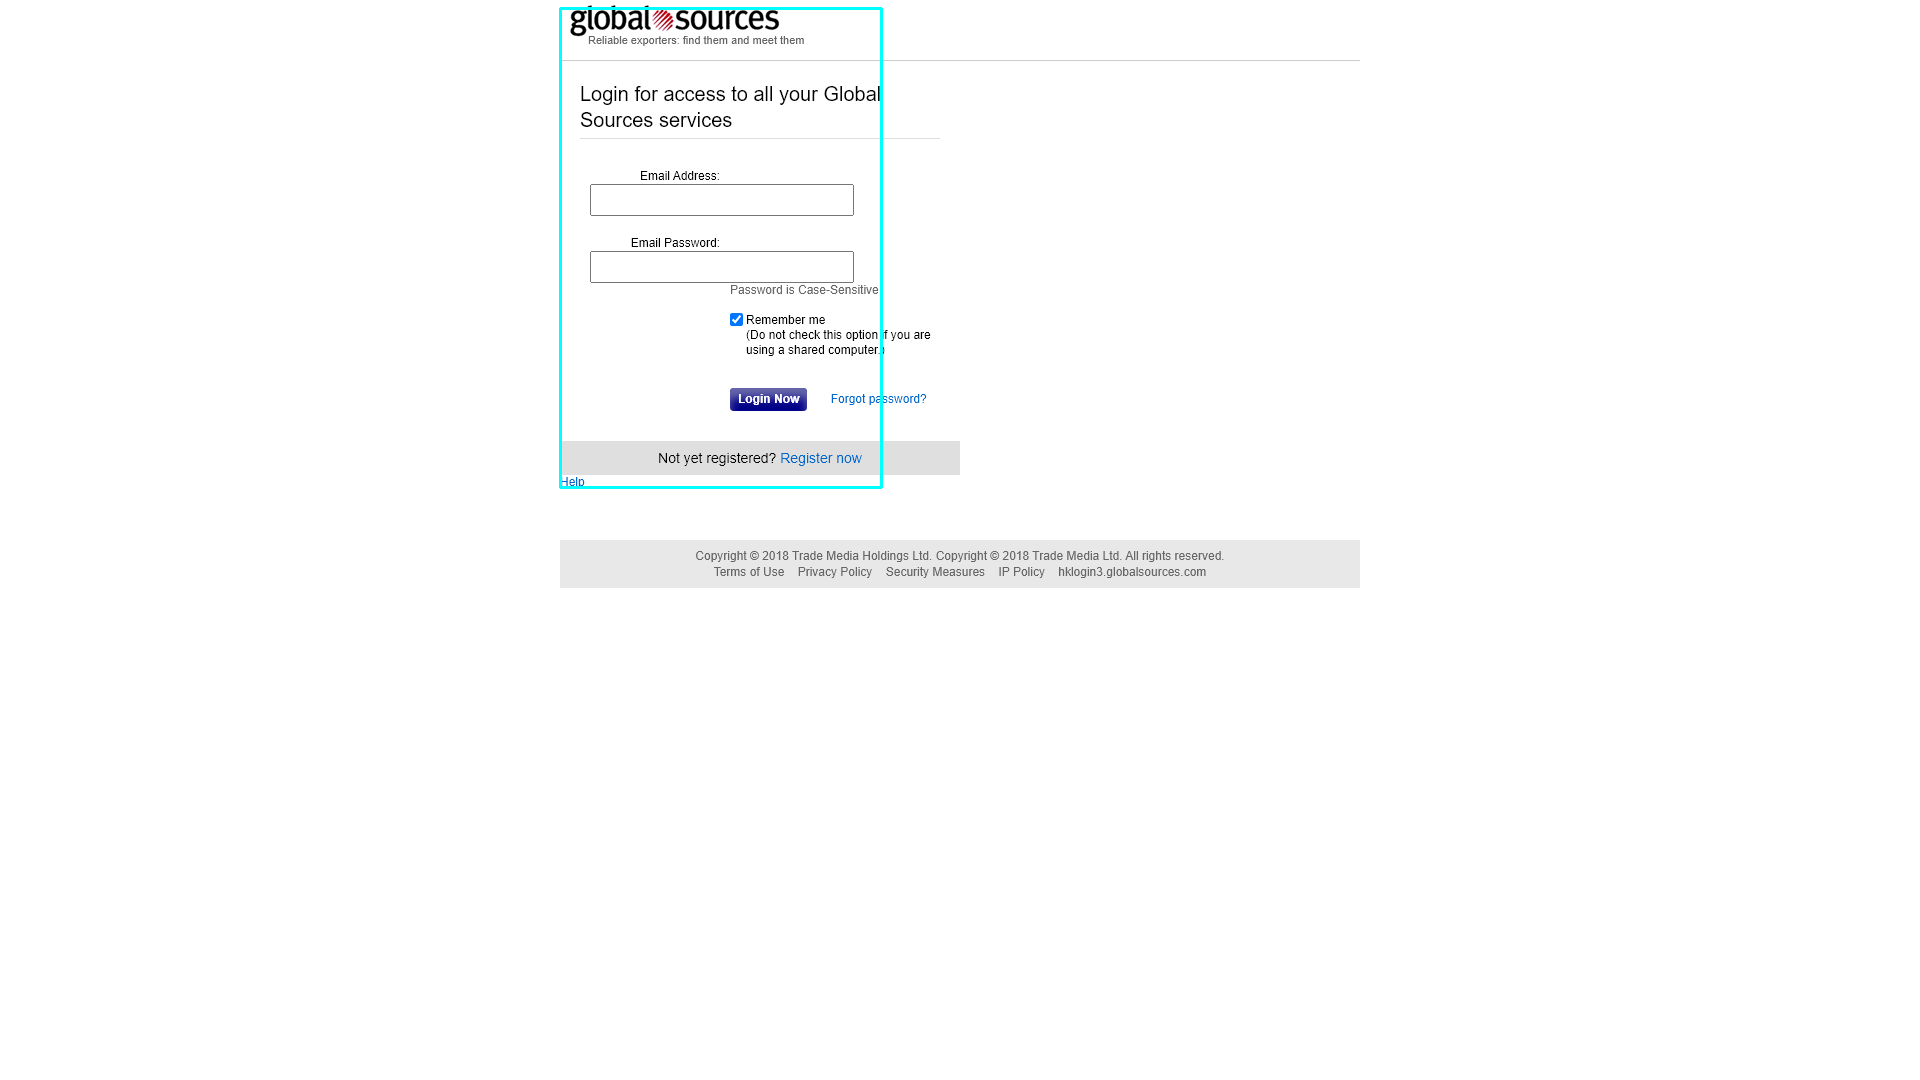 global sources
Reliable exporters: find them and meet them
Login for access to all your Global
Sources services
Email Address:
Email Password:
Password is Case-Sensitive
Remember me
(Do not check this option if you are
using a shared computer.)
Login Now Forgot password?
Not yet registered? Register now
Help
Copyright © 2018 Trade Media Holdings Ltd. Copyright © 2018 Trade Media Ltd. All rights reserved.
Terms of Use Privacy Policy Security Measures IP Policy hklogin3.globalsources.com